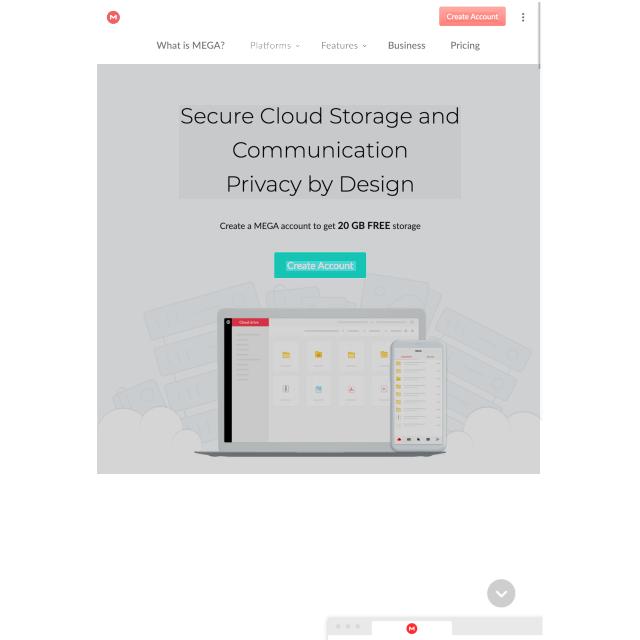 M
Create Account
What is MEGA?
Platforms
Features
Business
Pricing
Secure Cloud Storage and
Communication
Privacy by Design
Create a MEGA account to get 20 GB FREE storage
Create Account
Cloud drive
M